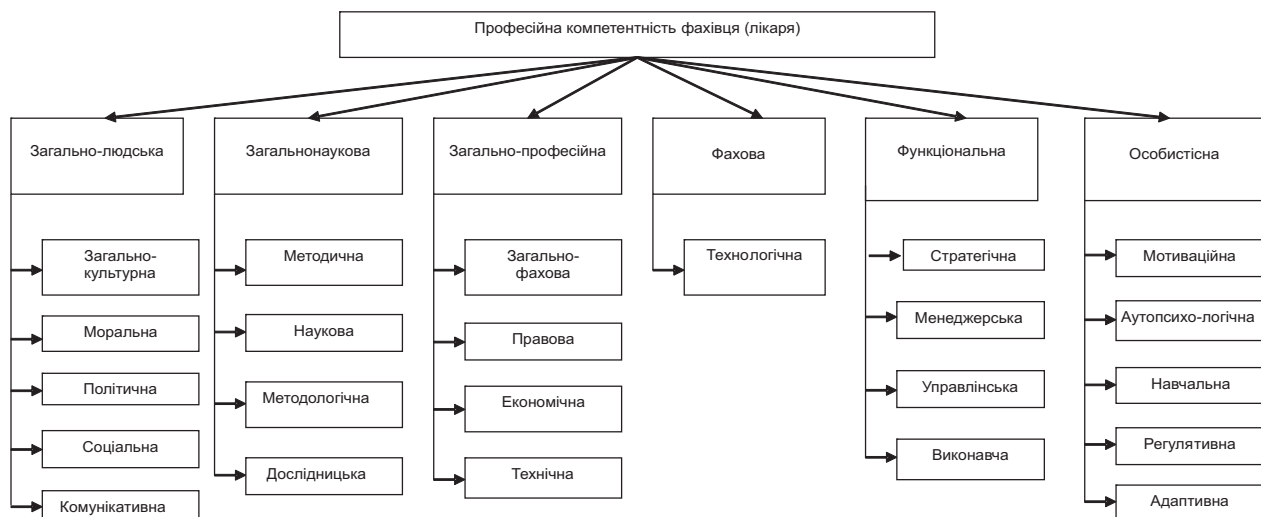 Професійна компетентність фахівця (лікаря)
Загально-людська
Загальнонаукова
Загально-професійна
Фахова
Функціональна
Особистісна
Загально-
культурна
Моральна
Політична
Соціальна
Комунікативна
Методична
Наукова
Методологічна
Дослідницька
Загально-
фахова
Правова
Економічна
Технічна
Технологічна
Стратегічна
Менеджерська
Управлінська
Виконавча
Мотиваційна
Аутопсихо-логічна
Навчальна
Регулятивна
Адаптивна